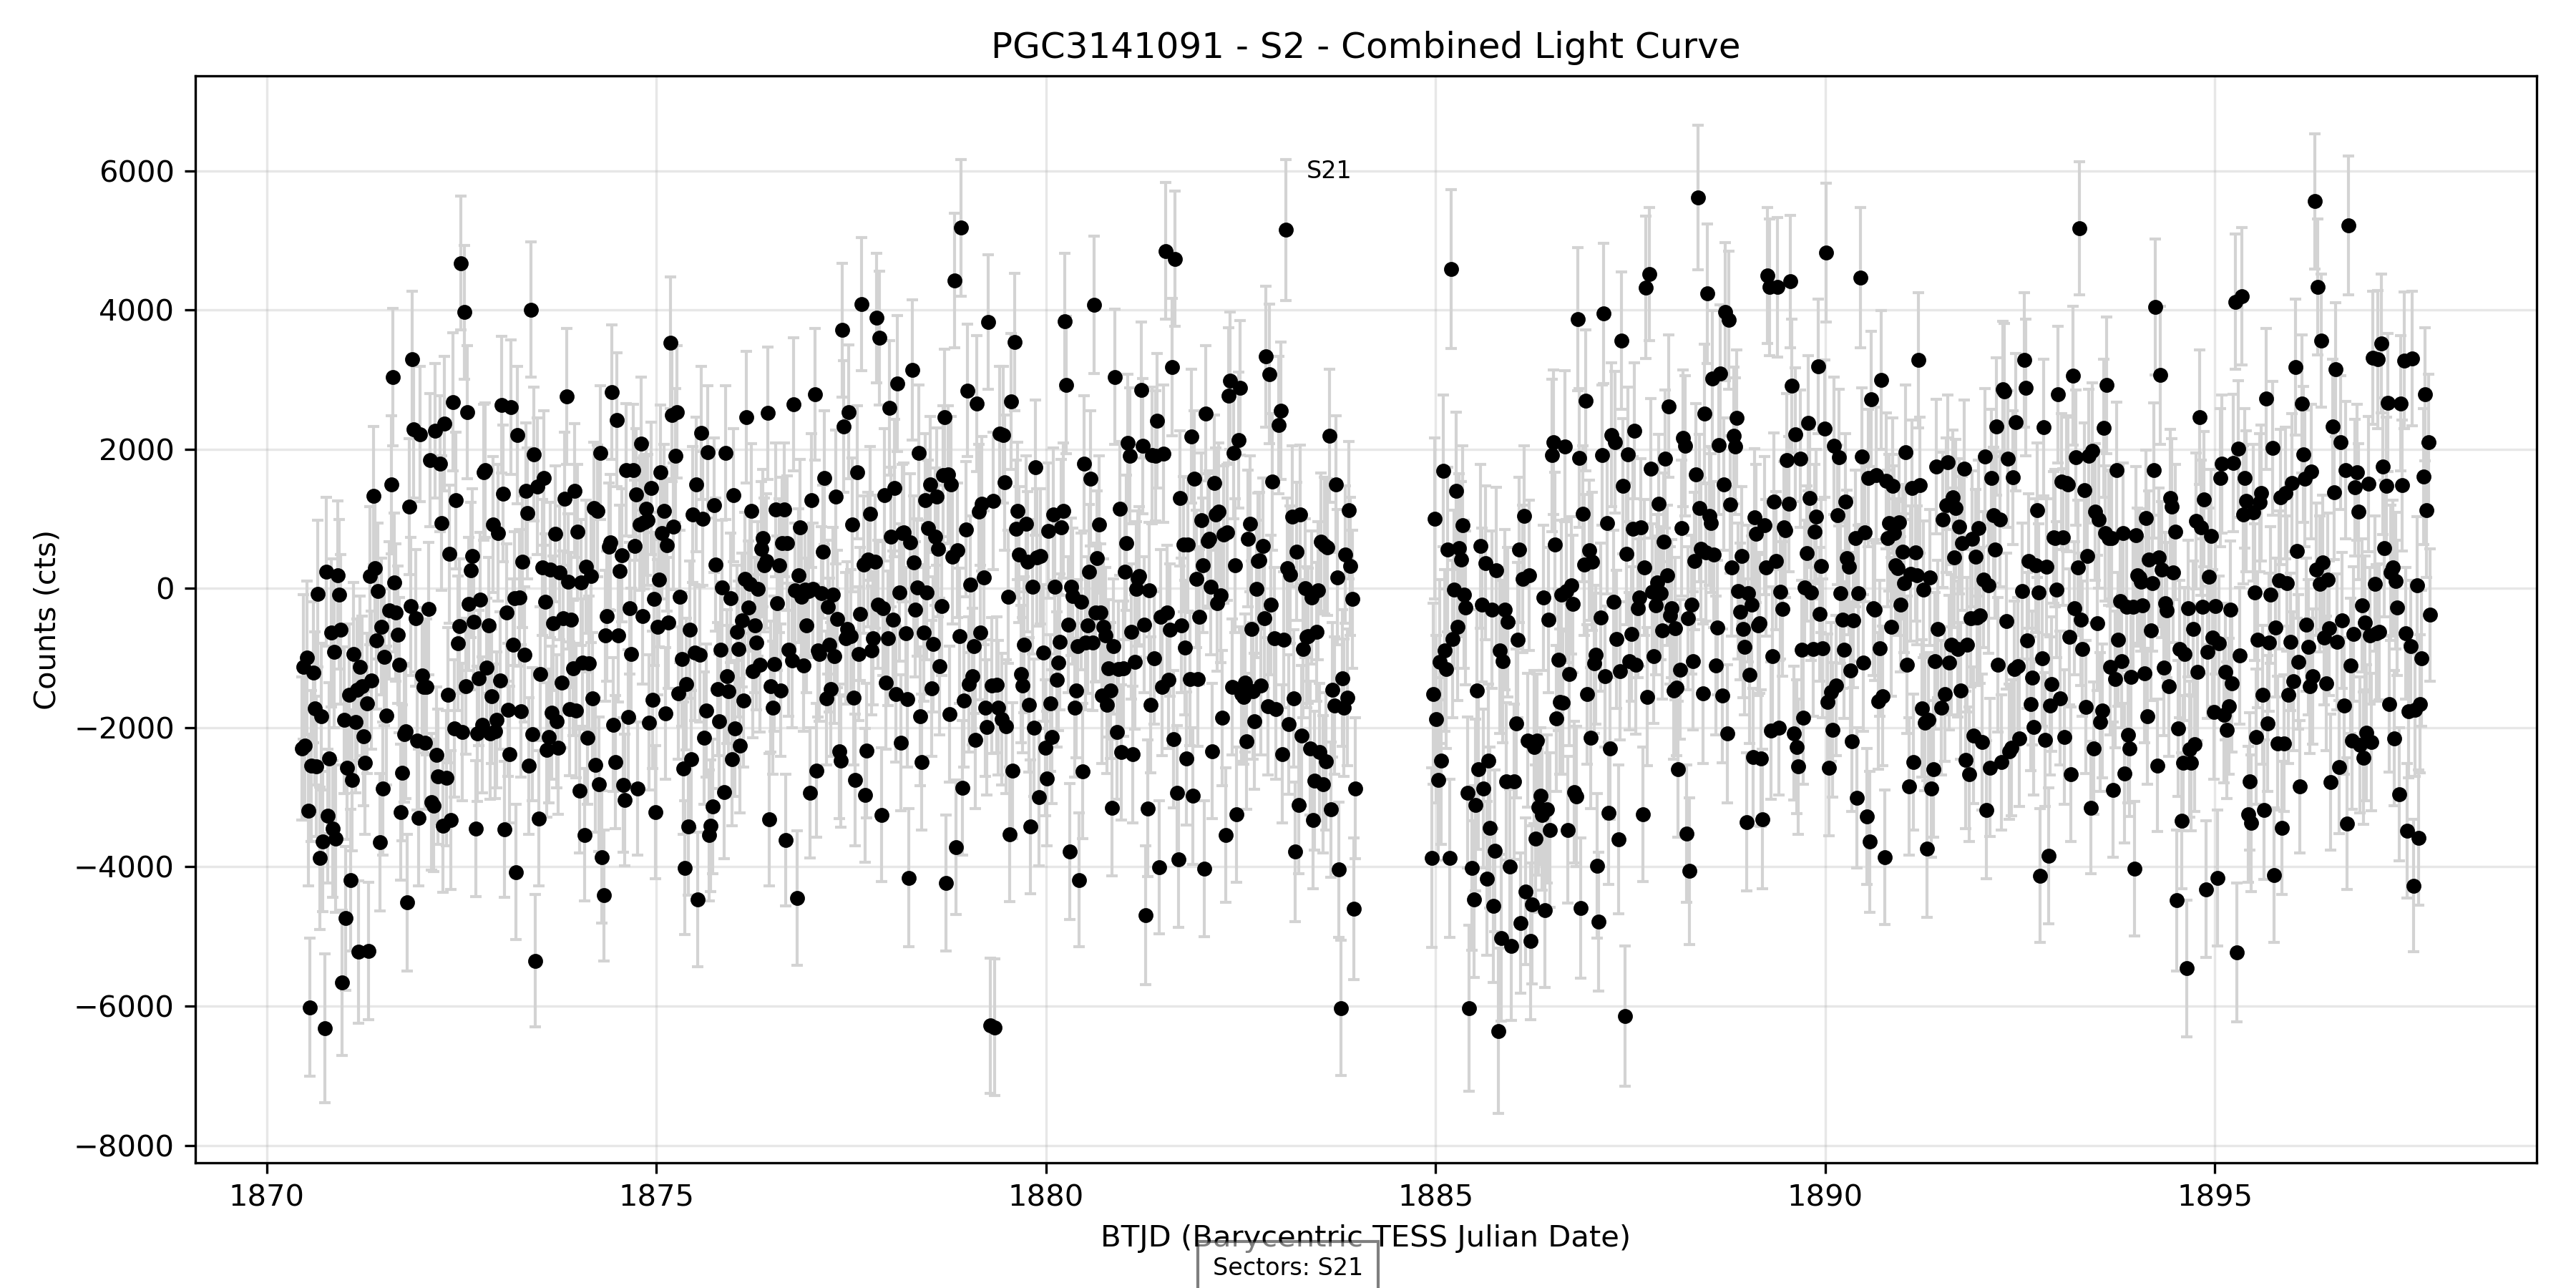 PGC3141091 - S2 - Combined Light Curve
Counts (cts)
6000
4000
2000
0
−2000
−4000
−6000
−8000
S21
1870 1875 1880 1885 1890 1895
BTJD (Barycentric TESS Julian Date)
Sectors: S21